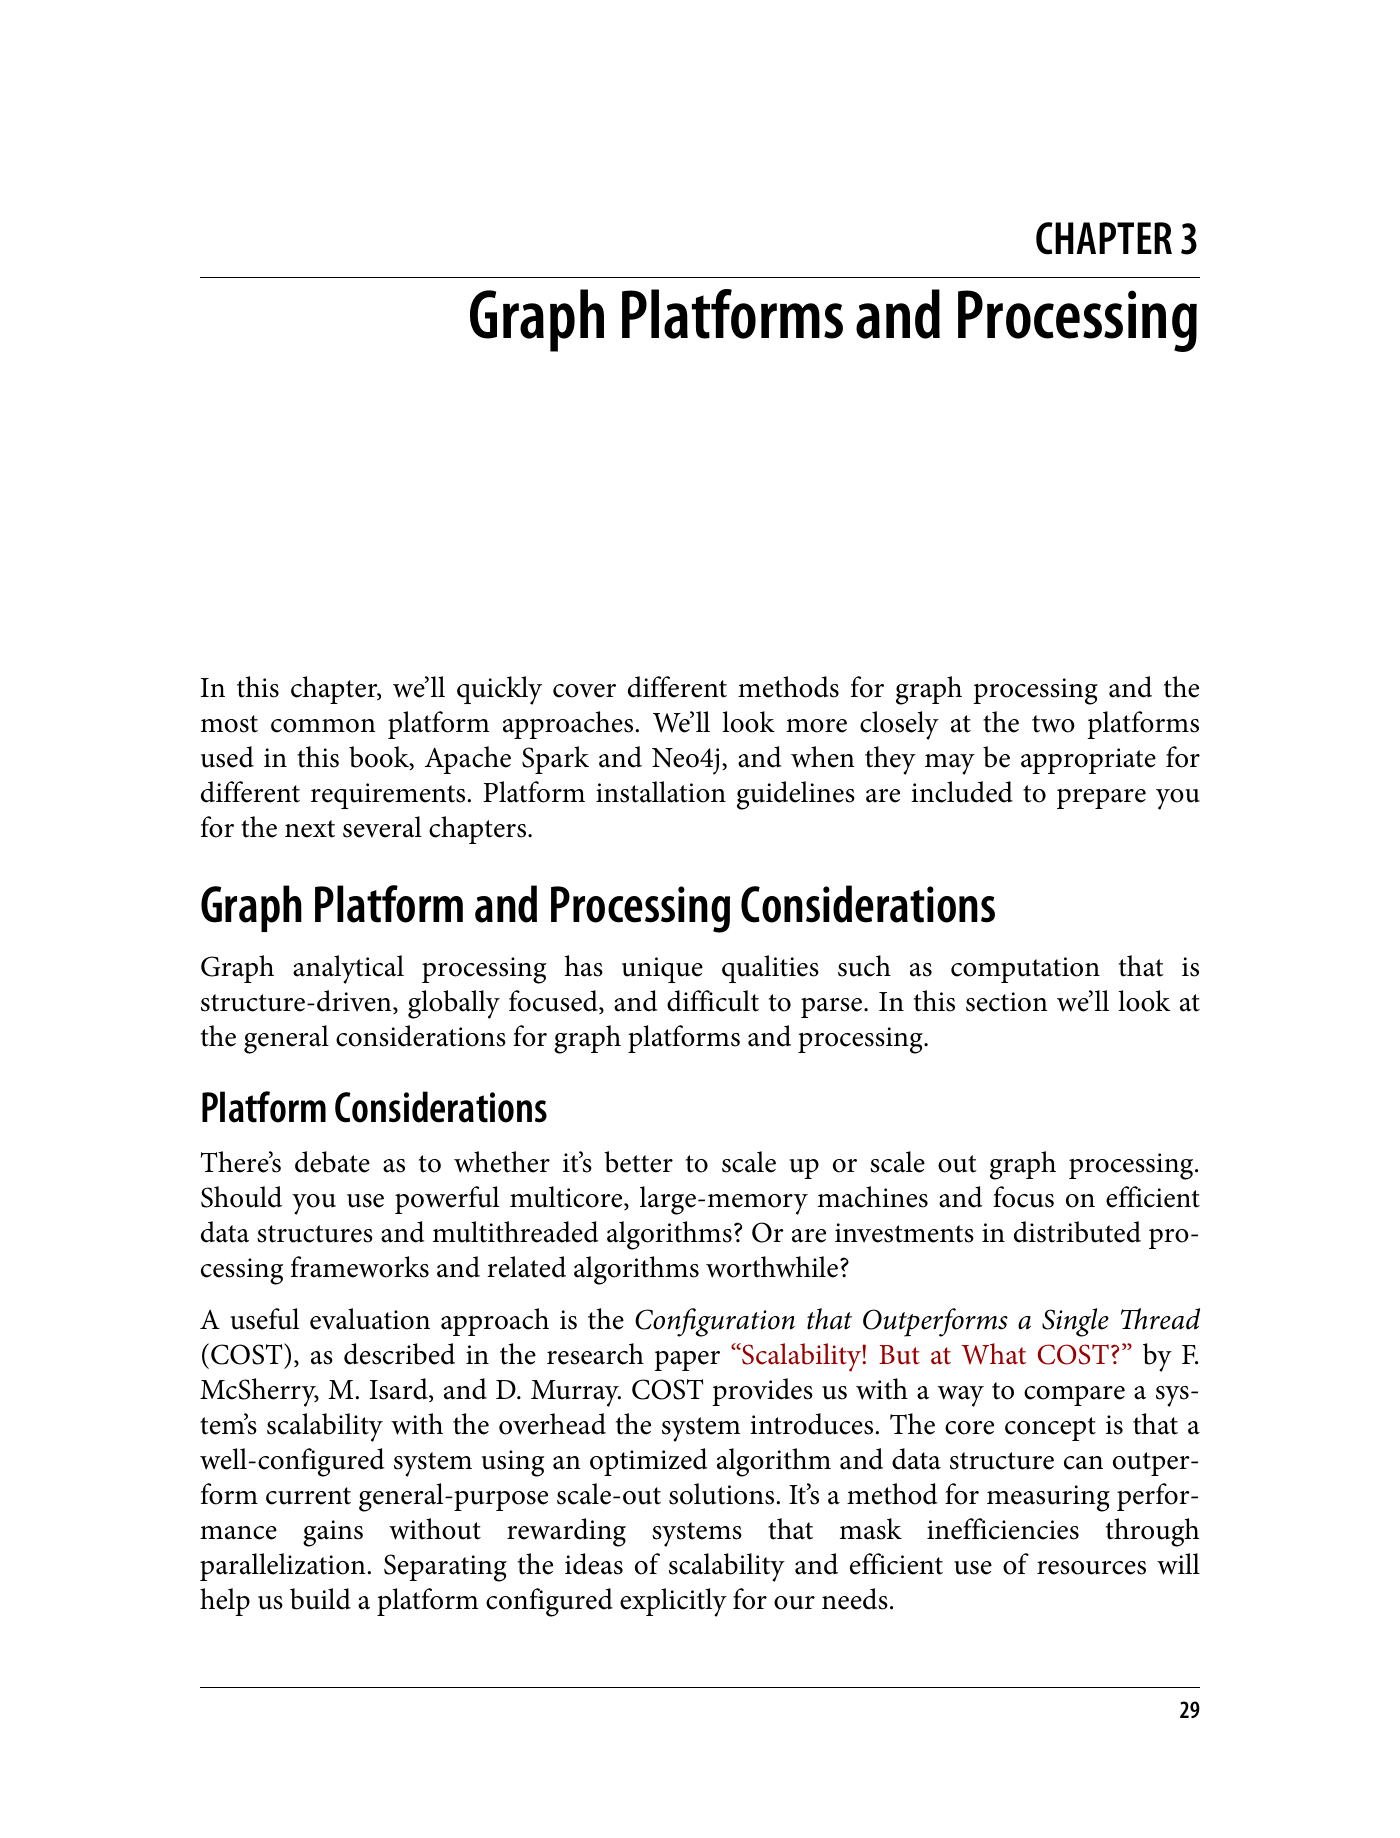 CHAPTER 3
Graph Platforms and Processing
In this chapter, we’ll quickly cover different methods for graph processing and the
most common platform approaches. We’ll look more closely at the two platforms
used in this book, Apache Spark and Neo4j, and when they may be appropriate for
different requirements. Platform installation guidelines are included to prepare you
for the next several chapters.
Graph Platform and Processing Considerations
Graph analytical processing has unique qualities such as computation that is
structure-driven, globally focused, and difficult to parse. In this section we’ll look at
the general considerations for graph platforms and processing.
Platform Considerations
There’s debate as to whether it’s better to scale up or scale out graph processing.
Should you use powerful multicore, large-memory machines and focus on efficient
data structures and multithreaded algorithms? Or are investments in distributed pro-
cessing frameworks and related algorithms worthwhile?
A useful evaluation approach is the Configuration that Outperforms a Single Thread
(COST), as described in the research paper “Scalability! But at What COST?” by F.
McSherry, M. Isard, and D. Murray. COST provides us with a way to compare a sys-
tem’s scalability with the overhead the system introduces. The core concept is that a
well-configured system using an optimized algorithm and data structure can outper-
form current general-purpose scale-out solutions. It’s a method for measuring perfor-
mance gains without rewarding systems that mask inefficiencies through
parallelization. Separating the ideas of scalability and efficient use of resources will
help us build a platform configured explicitly for our needs.
29